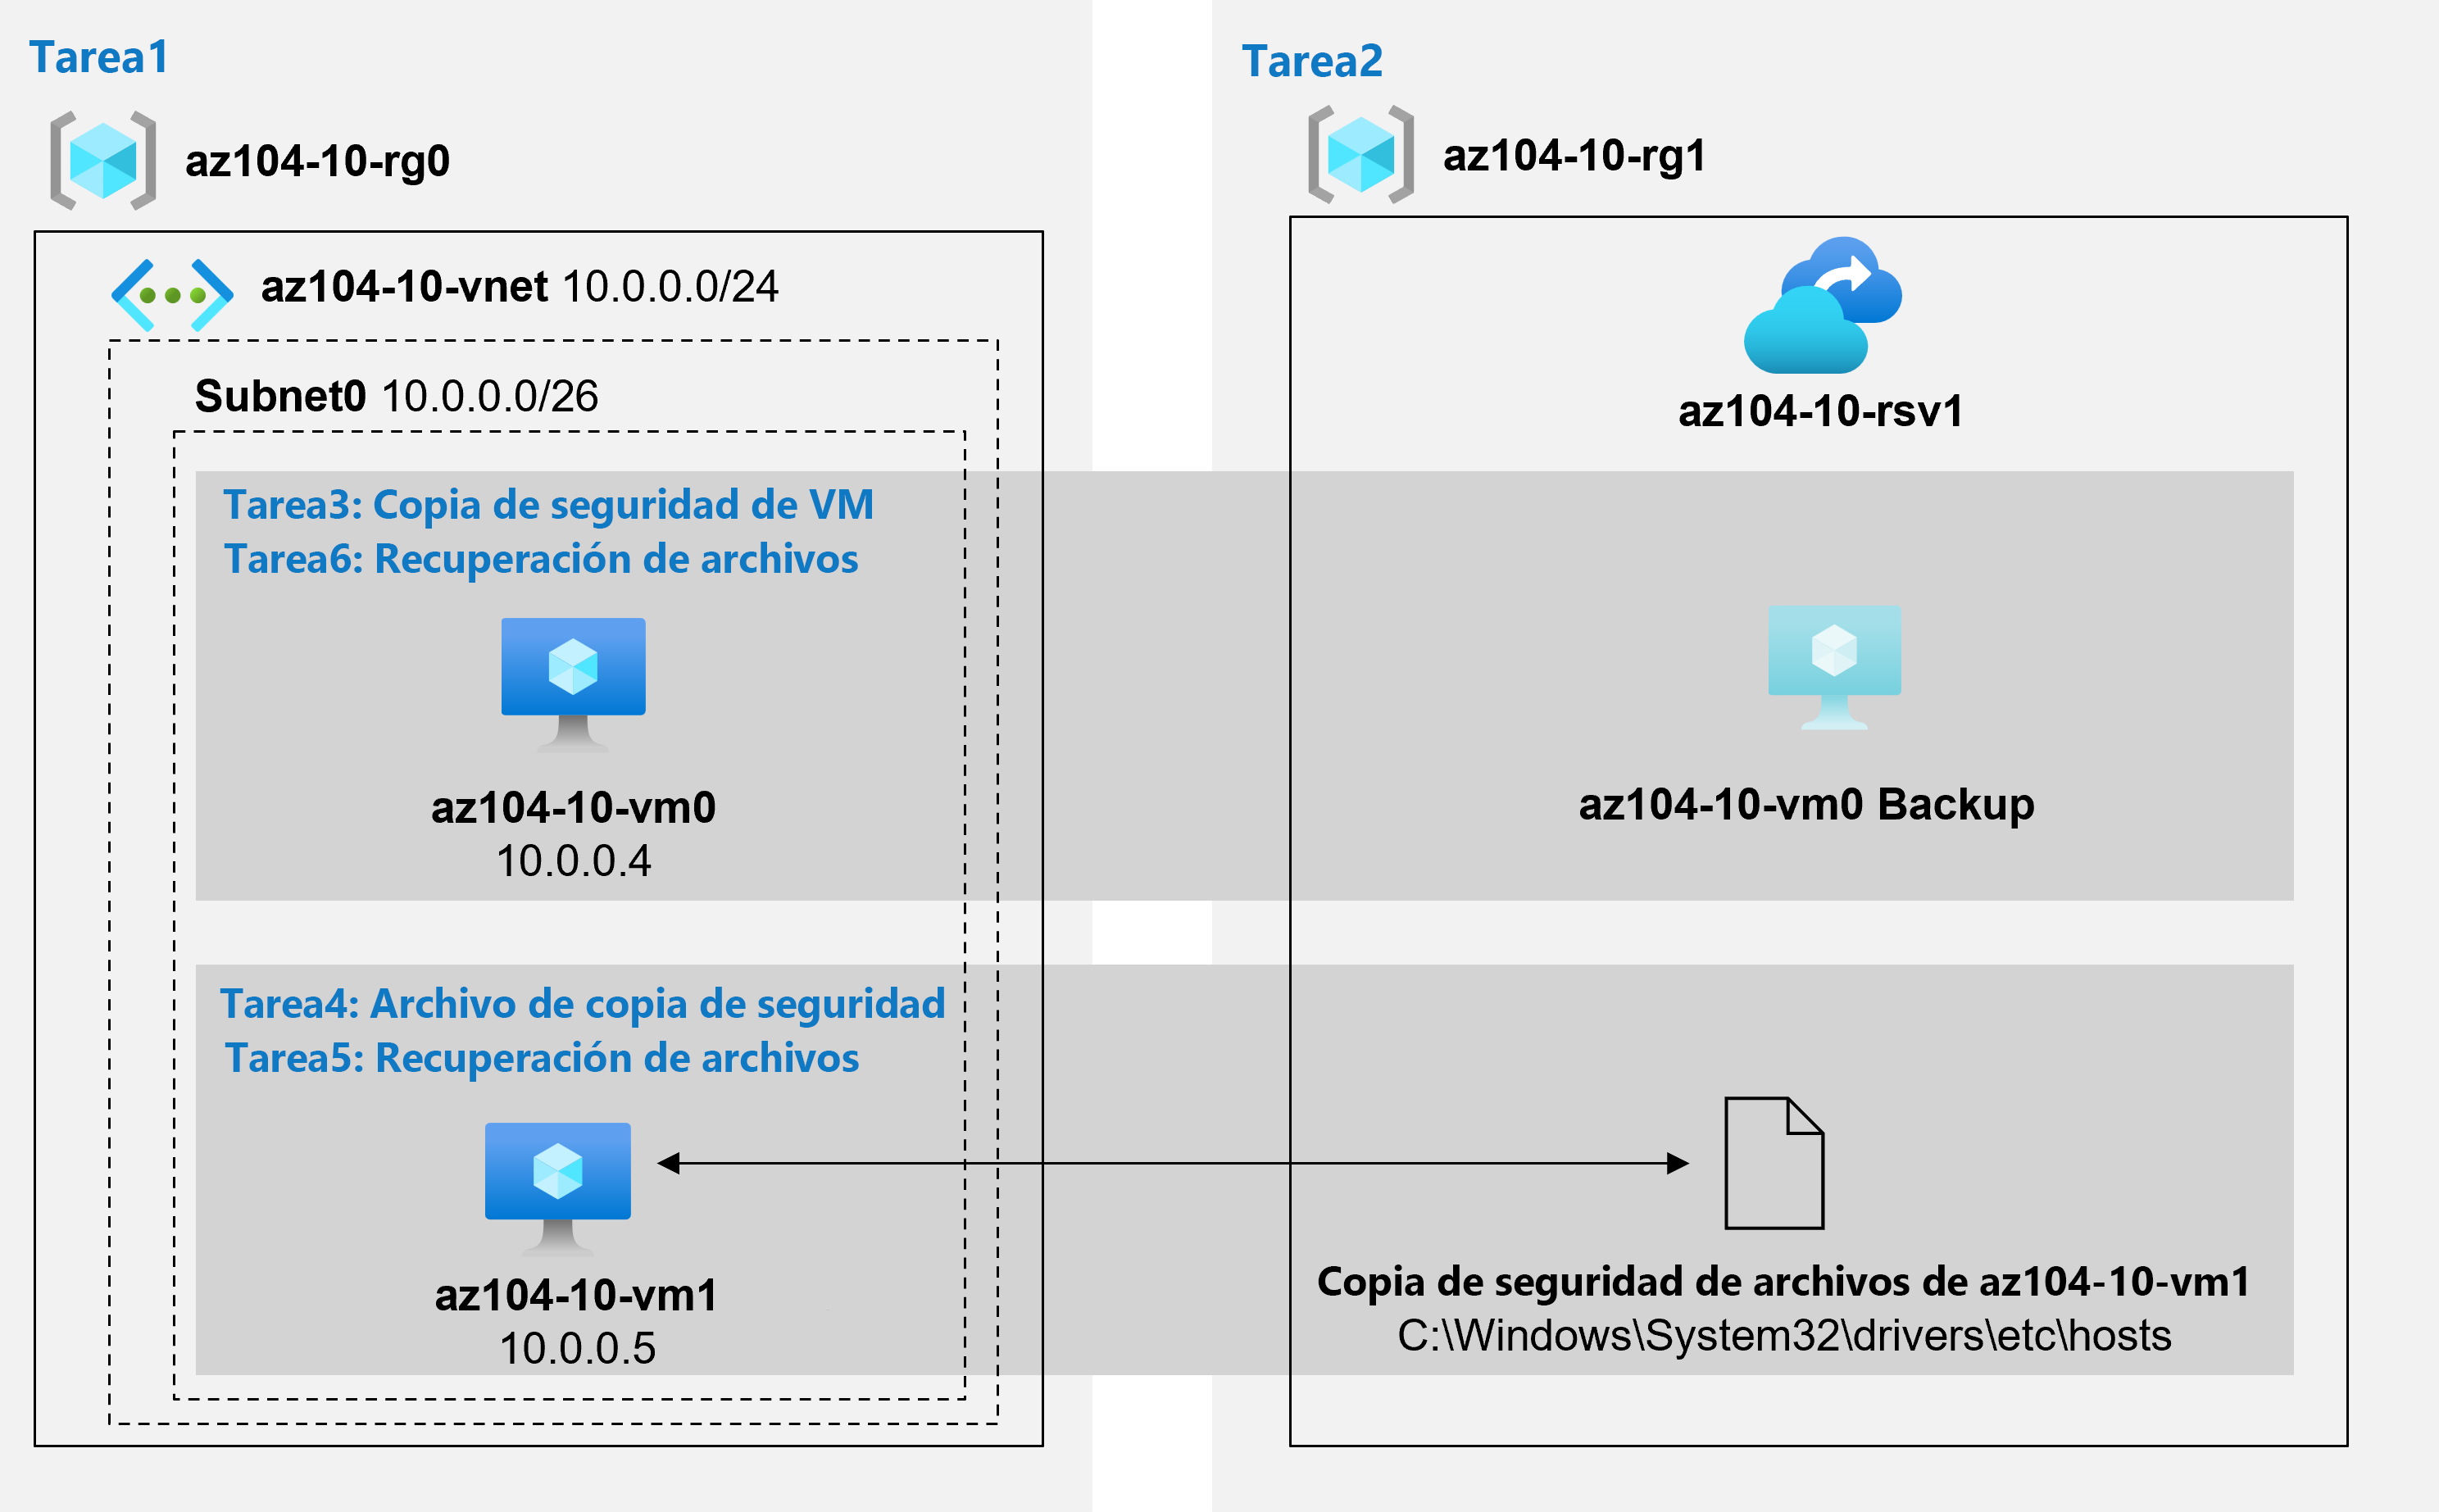 Tarea1
az104-10-rg0
az104-10-vnet 10.0.0.0/24
Subnet0 10.0.0.0/26
Tarea3: Copia de seguridad de VM
Tarea6: Recuperación de archivos
az104-10-vm0
10.0.0.4
Tarea4: Archivo de copia de seguridad
Tarea5: Recuperación de archivos
az104-10-vm1
10.0.0.5
Tarea2
az104-10-rg1
az104-10-rsv1
az104-10-vm0 Backup
Copia de seguridad de archivos de az104-10-vm1
C:\Windows\System32\drivers\etc\hosts